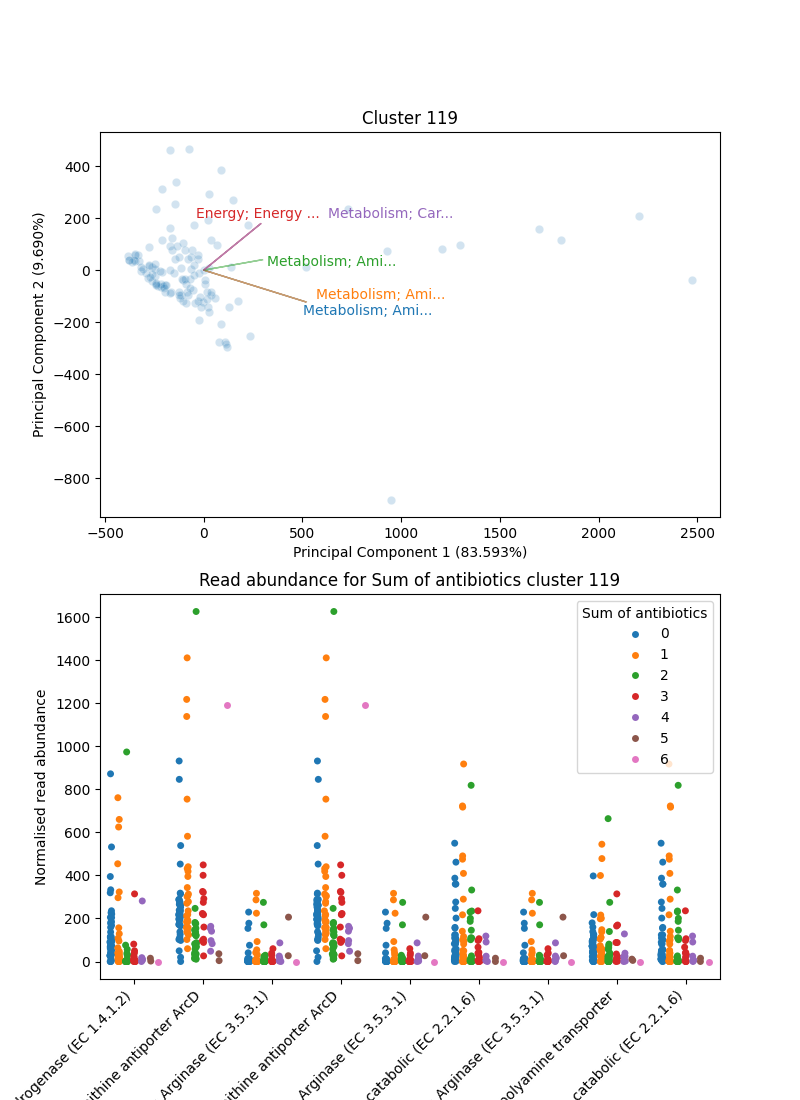 Cluster 119
400
200
0
−200
−400
−600
−800
Principal Component 2 (9.690%)
Energy; Energy ...
Metabolism; Car...
Metabolism; Ami...
Metabolism; Ami...
Metabolism; Ami...
−500
0
500
1000
1500
2000
2500
Principal Component 1 (83.593%)
Read abundance for Sum of antibiotics cluster 119
1600
1400
1200
1000
800
600
400
200
0
Normalised read abundance
Sum of antibiotics
0
1
2
3
4
5
6
(EC 1.4.1.2)
antiporter ArcD
Arginase (EC 3.5.3.1)
antiporter ArcD
Arginase (EC 3.5.3.1)
catabolic (EC 2.2.1.6)
Arginase (EC 3.5.3.1)
polyamine transporter
catabolic (EC 2.2.1.6)